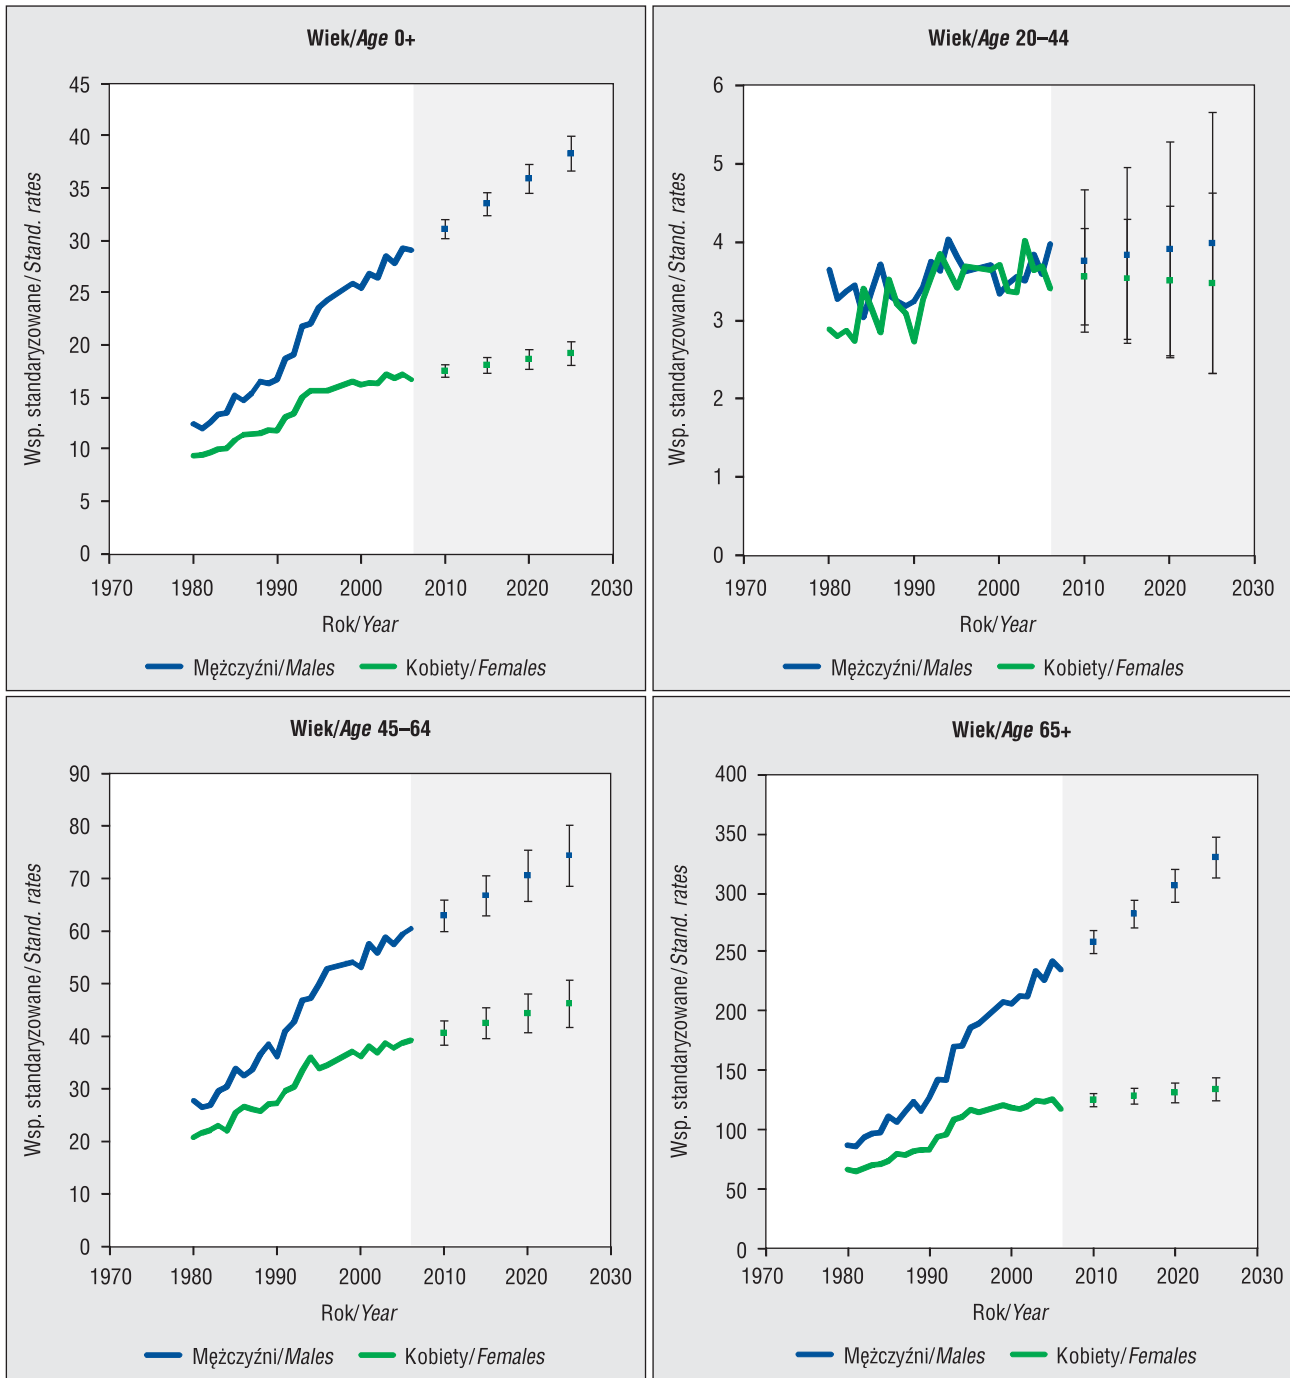 Wiek/Age 0+
Wsp. standaryzowane/Stand. rates
45
40
35
30
25
20
15
10
5
0
1970 1980 1990 2000 2010 2020 2030
Rok/Year
Mężczyźni/Males Kobiety/Females
Wiek/Age 20–44
Wsp. standaryzowane/Stand. rates
6
5
4
3
2
1
0
1970 1980 1990 2000 2010 2020 2030
Rok/Year
Mężczyźni/Males Kobiety/Females
Wiek/Age 45–64
Wsp. standaryzowane/Stand. rates
90
80
70
60
50
40
30
20
10
0
1970 1980 1990 2000 2010 2020 2030
Rok/Year
Mężczyźni/Males Kobiety/Females
Wiek/Age 65+
Wsp. standaryzowane/Stand. rates
400
350
300
250
200
150
100
50
0
1970 1980 1990 2000 2010 2020 2030
Rok/Year
Mężczyźni/Males Kobiety/Females